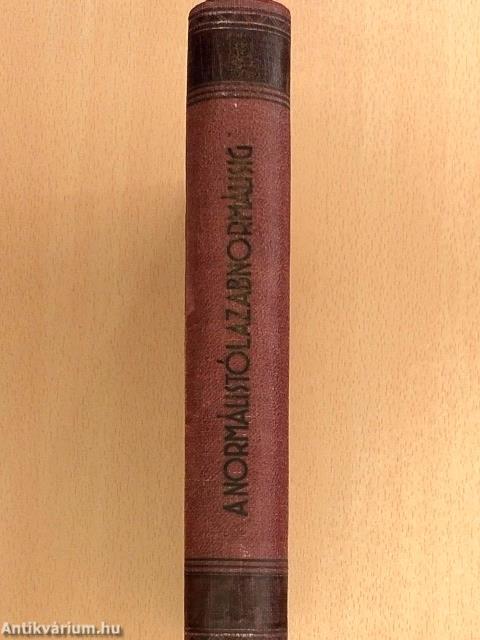 A NORMÁLISTÓL AZ ABNORMÁLISIG
Antikvárium.hu